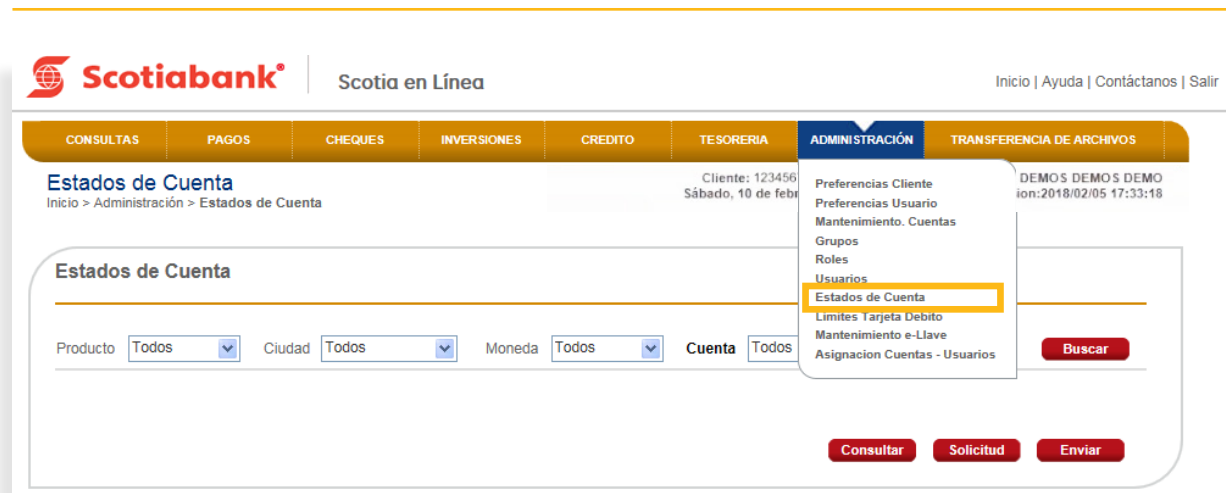 Scotiabank® Scotia en Línea Inicio | Ayuda | Contáctanos | Salir
CONSULTAS PAGOS CHEQUES INVERSIONES CREDITO TESORERIA ADMINISTRACIÓN TRANSFERENCIA DE ARCHIVOS
Estados de Cuenta
Inicio > Administración > Estados de Cuenta
Cliente: 123456 DEMOS DEMOS DEMO
Sábado, 10 de febr ion:2018/02/05 17:33:18
Preferencias Cliente
Preferencias Usuario
Mantenimiento. Cuentas
Grupos
Roles
Usuarios
Estados de Cuenta
Limites Tarjeta Debito
Mantenimiento e-Llave
Asignacion Cuentas - Usuarios
Estados de Cuenta
Producto Todos Ciudad Todos Moneda Todos Cuenta Todos Buscar
Consultar Solicitud Enviar